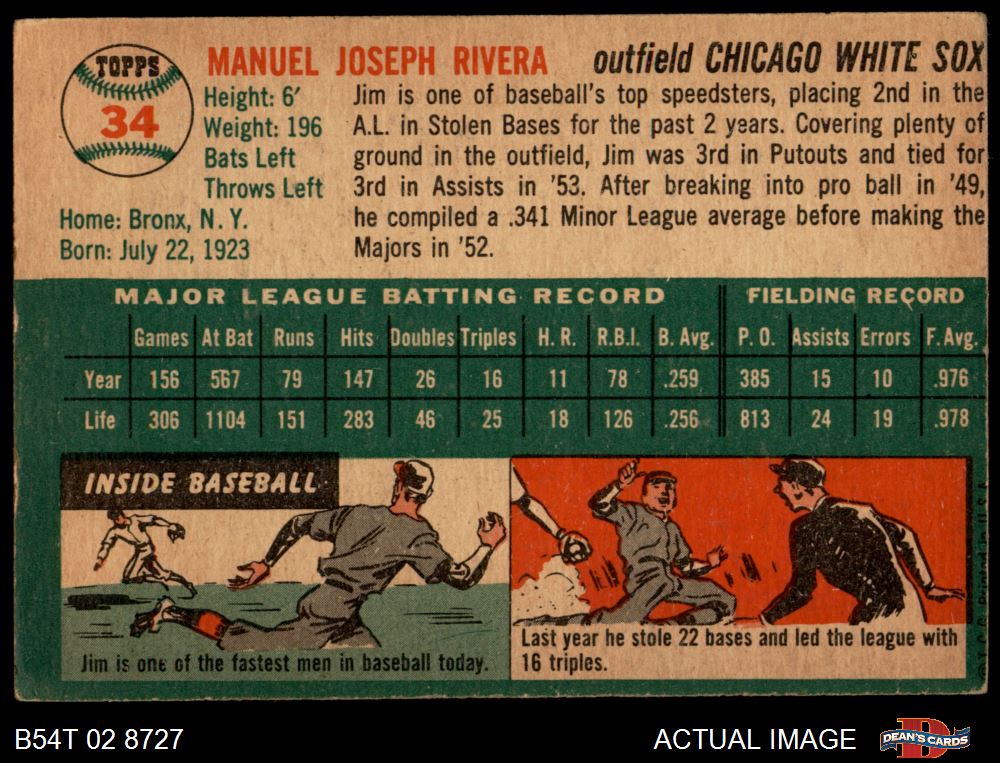 TOPPS
34
MANUEL JOSEPH RIVERA
outfield CHICAGO WHITE SOX
Height: 6'
Weight: 196
Bats Left
Throws Left
Home: Bronx, N. Y.
Born: July 22, 1923
Jim is one of baseball's top speedsters, placing 2nd in the
A.L. in Stolen Bases for the past 2 years. Covering plenty of
ground in the outfield, Jim was 3rd in Putouts and tied for
3rd in Assists in '53. After breaking into pro ball in '49,
he compiled a .341 Minor League average before making the
Majors in '52.
MAJOR LEAGUE BATTING RECORD FIELDING RECORD
Games At Bat Runs Hits Doubles Triples H. R. R.B.I. B. Avg. P. O. Assists Errors F. Avg.
Year 156 567 79 147 26 16 11 78 .259 385 15 10 .976
Life 306 1104 151 283 46 25 18 126 .256 813 24 19 .978
INSIDE BASEBALL
Jim is one of the fastest men in baseball today.
Last year he stole 22 bases and led the league with
16 triples.
Printed in U.S.A.
B54T 02 8727
ACTUAL IMAGE
D
DEAN'S CARDS